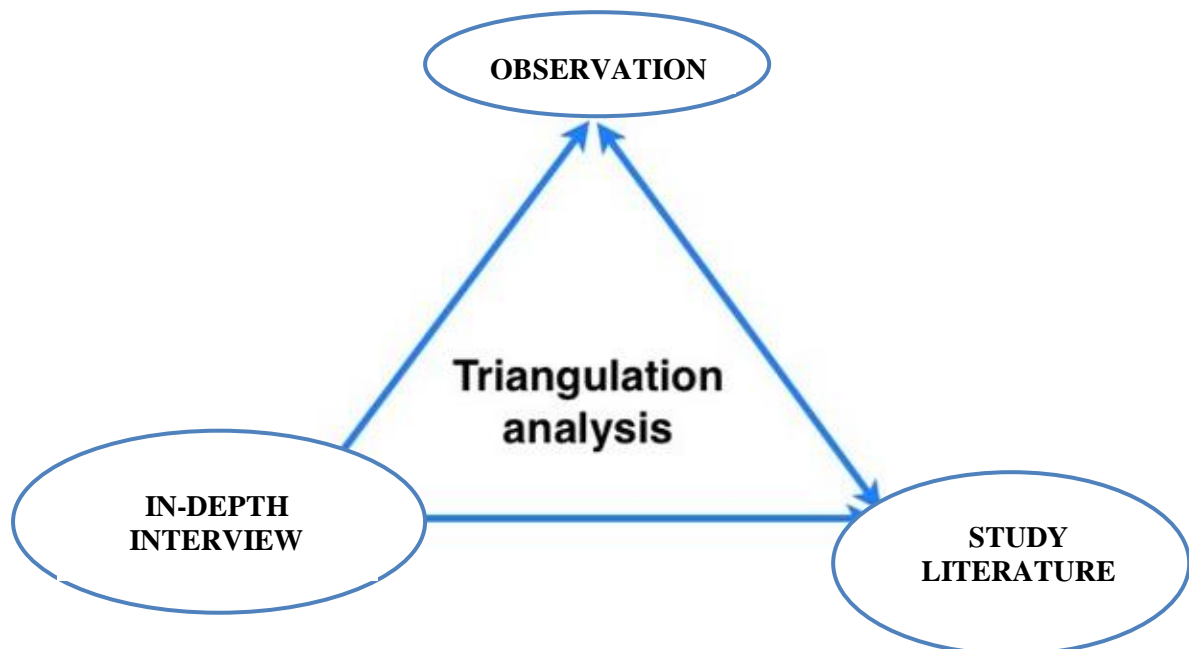 OBSERVATION
Triangulation
analysis
IN-DEPTH
INTERVIEW
STUDY
LITERATURE